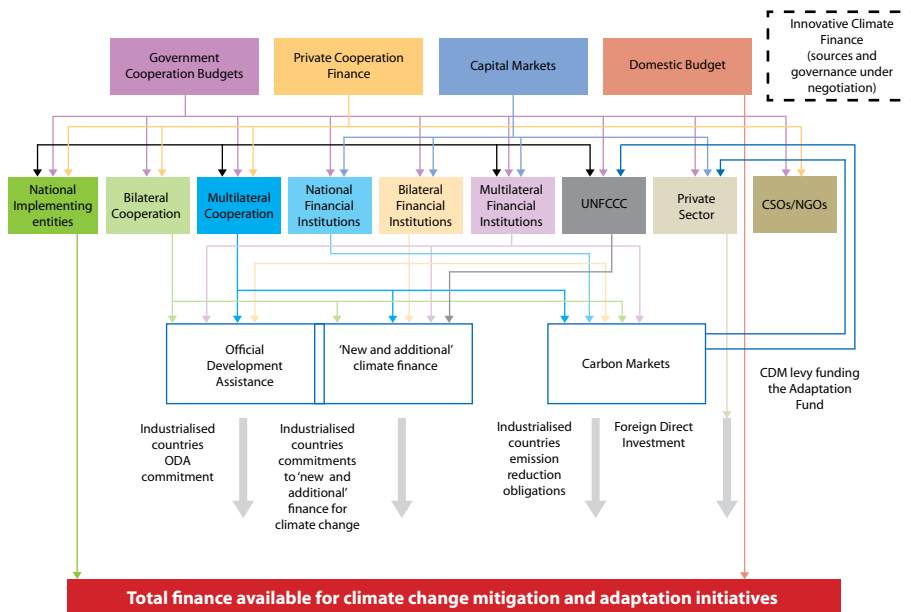 Government
Cooperation Budgets
Private Cooperation
Finance
Capital Markets
Domestic Budget
Innovative Climate
Finance
(sources and
governance under
negotiation)
National
Implementing
entities
Bilateral
Cooperation
Multilateral
Cooperation
National
Financial
Institutions
Bilateral
Financial
Institutions
Multilateral
Financial
Institutions
UNFCCC
Private
Sector
CSOs/NGOs
Official
Development
Assistance
‘New and additional’
climate finance
Carbon Markets
CDM levy funding
the Adaptation
Fund
Industrialised
countries
ODA
commitment
Industrialised
countries
commitments
to ‘new and
additional’
finance for
climate change
Industrialised
countries
emission
reduction
obligations
Foreign Direct
Investment
Total finance available for climate change mitigation and adaptation initiatives